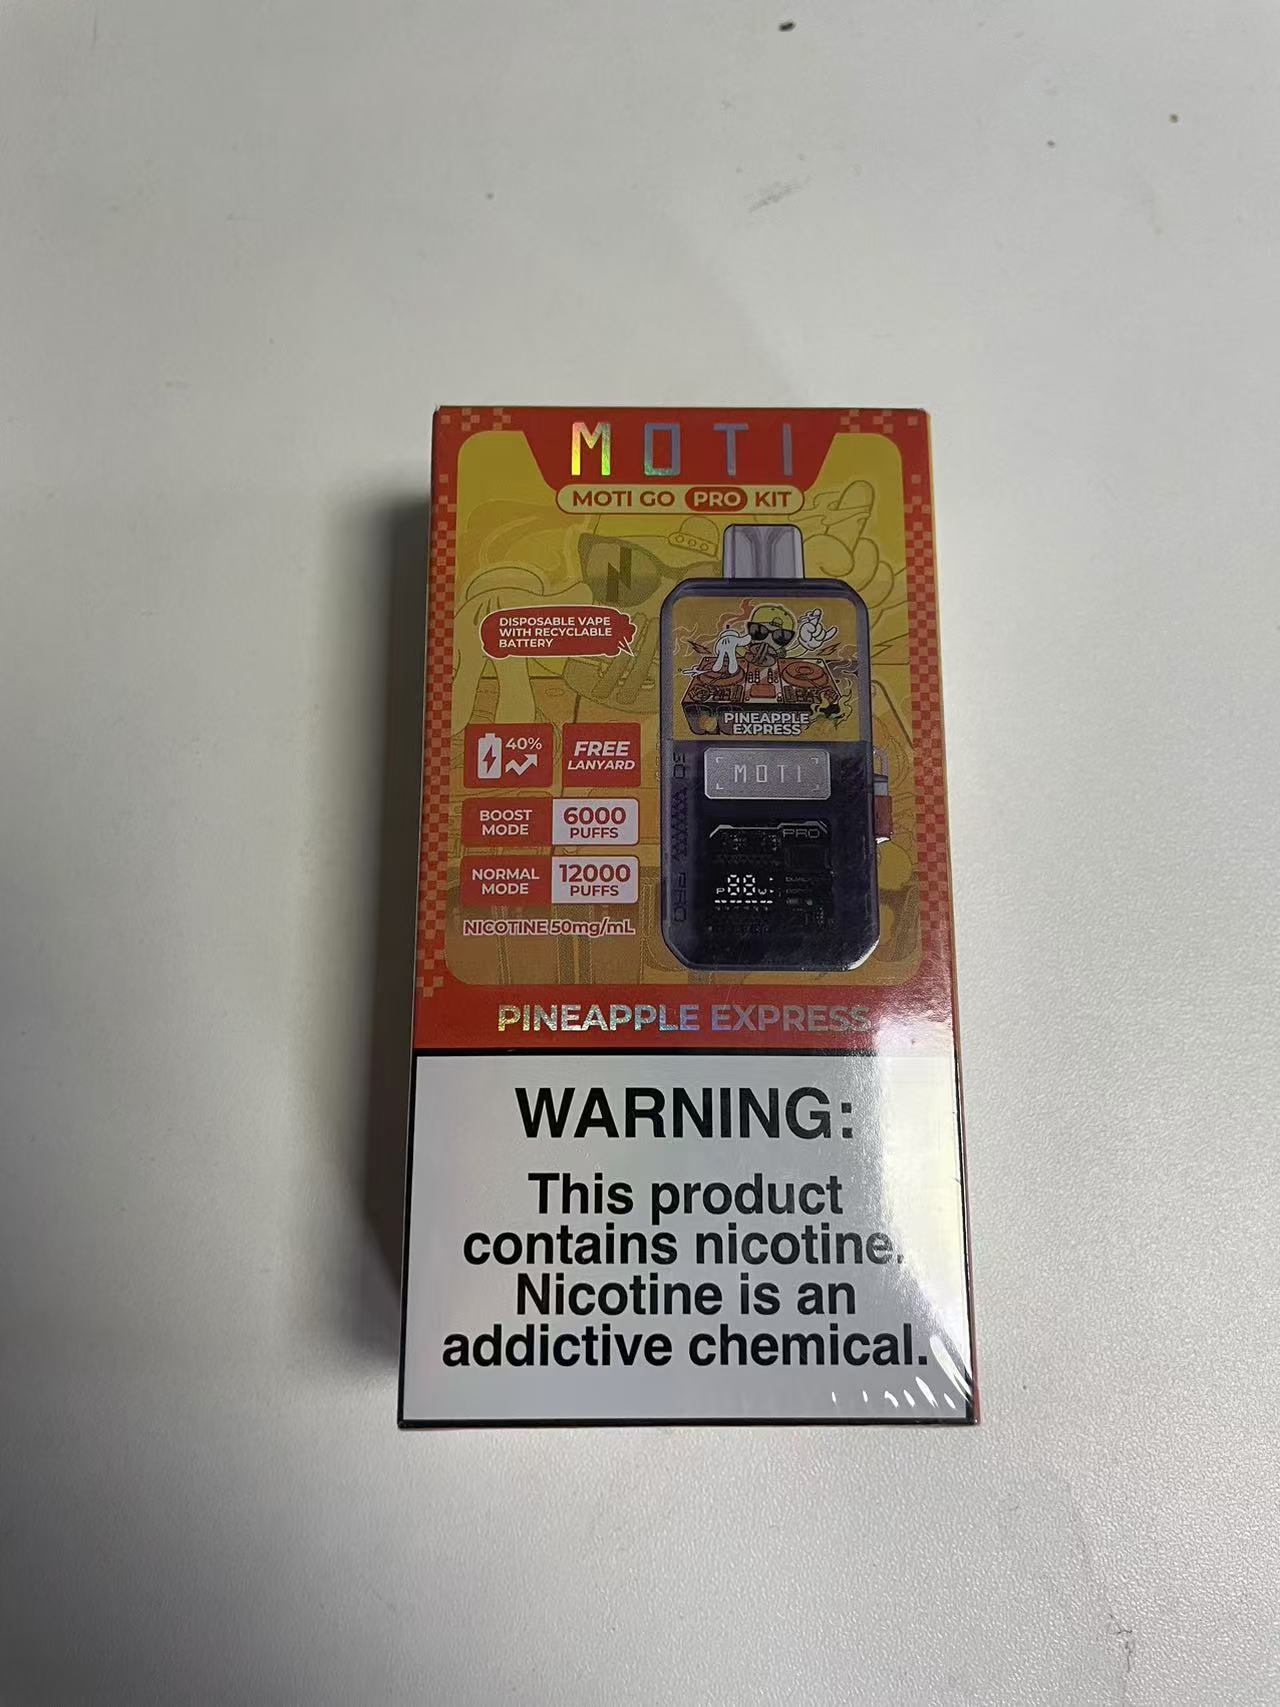 MOTI
MOTI GO PRO KIT
DISPOSABLE VAPE
WITH RECYCLABLE
BATTERY
PINEAPPLE
EXPRESS
40%
FREE
LANYARD
MOTI
BOOST
MODE
6000
PUFFS
PRO
NORMAL
MODE
12000
PUFFS
GO
PRO
NICOTINE 50mg/mL
PINEAPPLE EXPRESS
WARNING:
This product
contains nicotine.
Nicotine is an
addictive chemical.